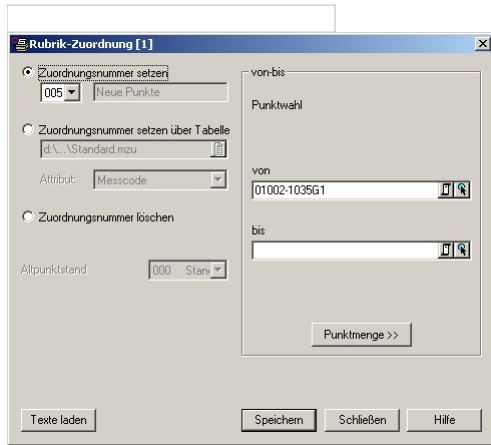 Rubrik-Zuordnung [1]
Zuordnungsnummer setzen
005 Neue Punkte
Zuordnungsnummer setzen über Tabelle
d:\...\Standard.mzu
Attribut: Messcode
Zuordnungsnummer löschen
Altpunktstand 000 Stan
von-bis
Punktwahl
von
01002-1035G1
bis
Punktmenge >>
Texte laden Speichern Schließen Hilfe